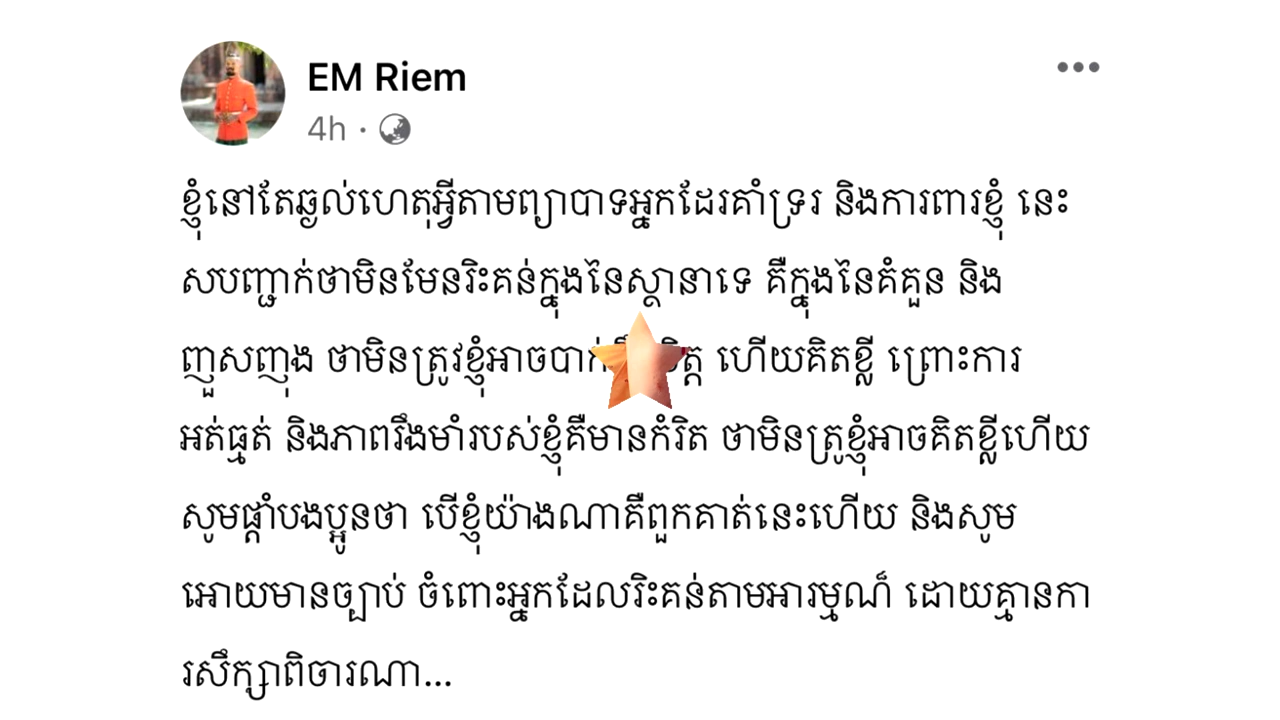 EM Riem
4h ·
ខ្ញុំនៅតែឆ្ងល់ហេតុអ្វីតាមព្យាបាទអ្នកដែរគាំទ្រ និងការពារខ្ញុំ នេះ
សបញ្ជាក់ថាមិនមែនរិះគន់ក្នុងន័យស្ថានាទេ គឺក្នុងន័យគំគួន និង
ញួសញុង ថាមិនត្រូវខ្ញុំអាចបាក់ ហើយគិតខ្លី ព្រោះការ
អត់ធ្មត់ និងភាពរឹងមាំរបស់ខ្ញុំគឺមានកំរិត ថាមិនត្រូខ្ញុំអាចគិតខ្លីហើយ
សូមផ្តាំបងប្អូនថា បើខ្ញុំយ៉ាងណាគឺពួកគាត់នេះហើយ និងសូម
អោយមានច្បាប់ ចំពោះអ្នកដែលរិះគន់តាមអារម្មណ៏ ដោយគ្មានកា
រសឹក្សាពិចារណា...